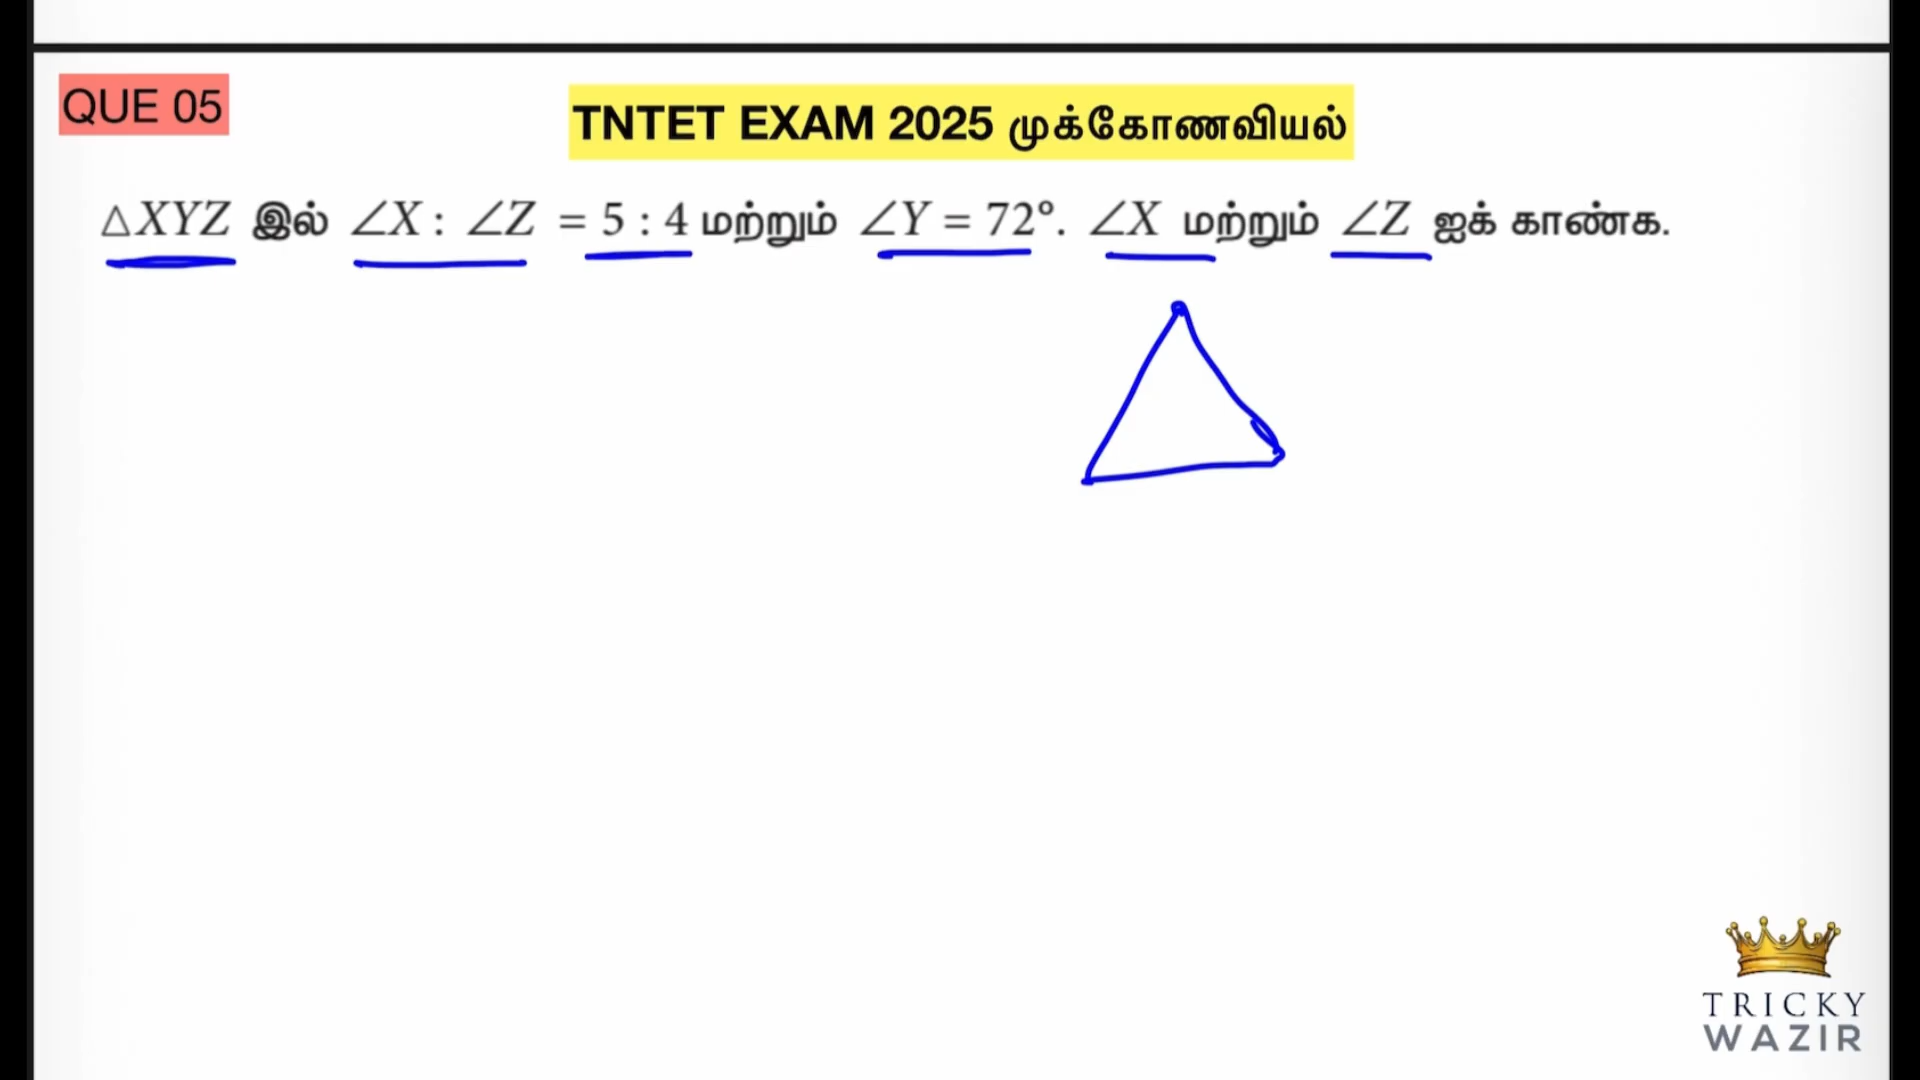 QUE 05
TNTET EXAM 2025 முக்கோணவியல்
△XYZ இல் ∠X : ∠Z = 5 : 4 மற்றும் ∠Y = 72°. ∠X மற்றும் ∠Z ஐக் காண்க.
TRICKY
WAZIR